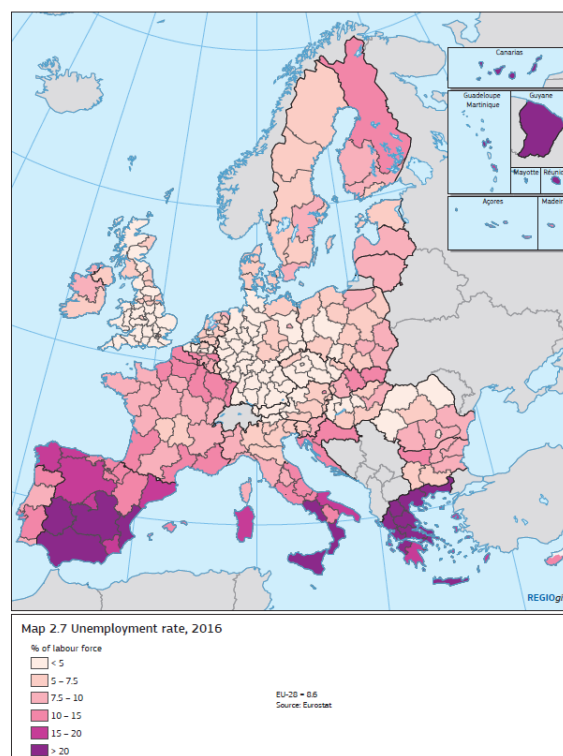 Canarias
Guadeloupe
Martinique
Guyane
Mayotte
Réunion
Açores
Madeir
REGIOgi
Map 2.7 Unemployment rate, 2016
% of labour force
< 5
5 – 7.5
7.5 – 10
10 – 15
15 – 20
> 20
EU-28 = 8.6
Source: Eurostat